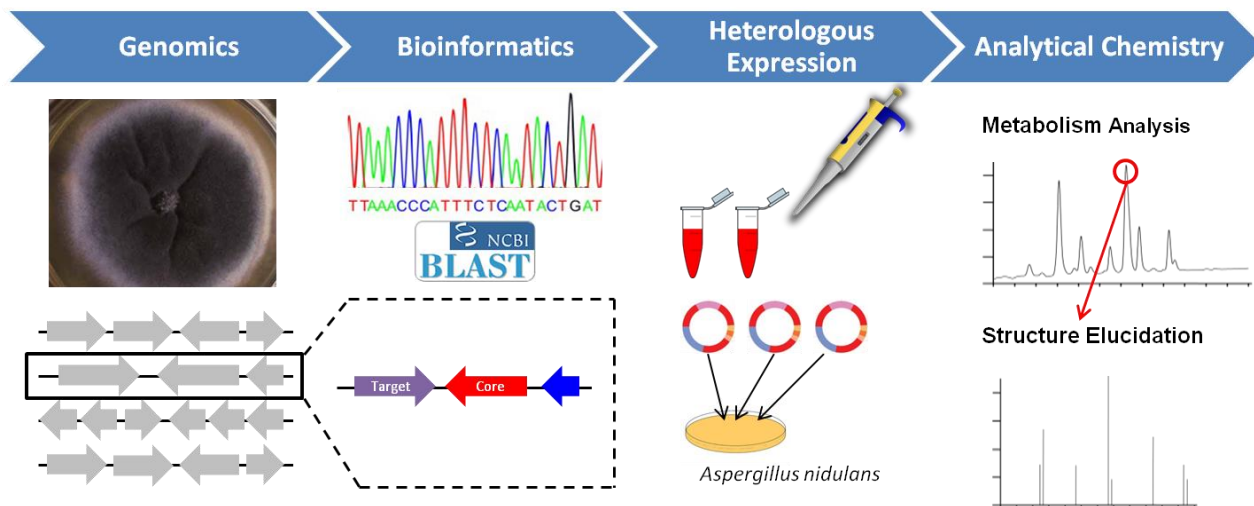 Genomics
Bioinformatics
Heterologous
Expression
Analytical Chemistry
TTAAACCCATTTCTCAATACTGAT
NCBI
BLAST
Target
Core
Aspergillus nidulans
Metabolism Analysis
Structure Elucidation